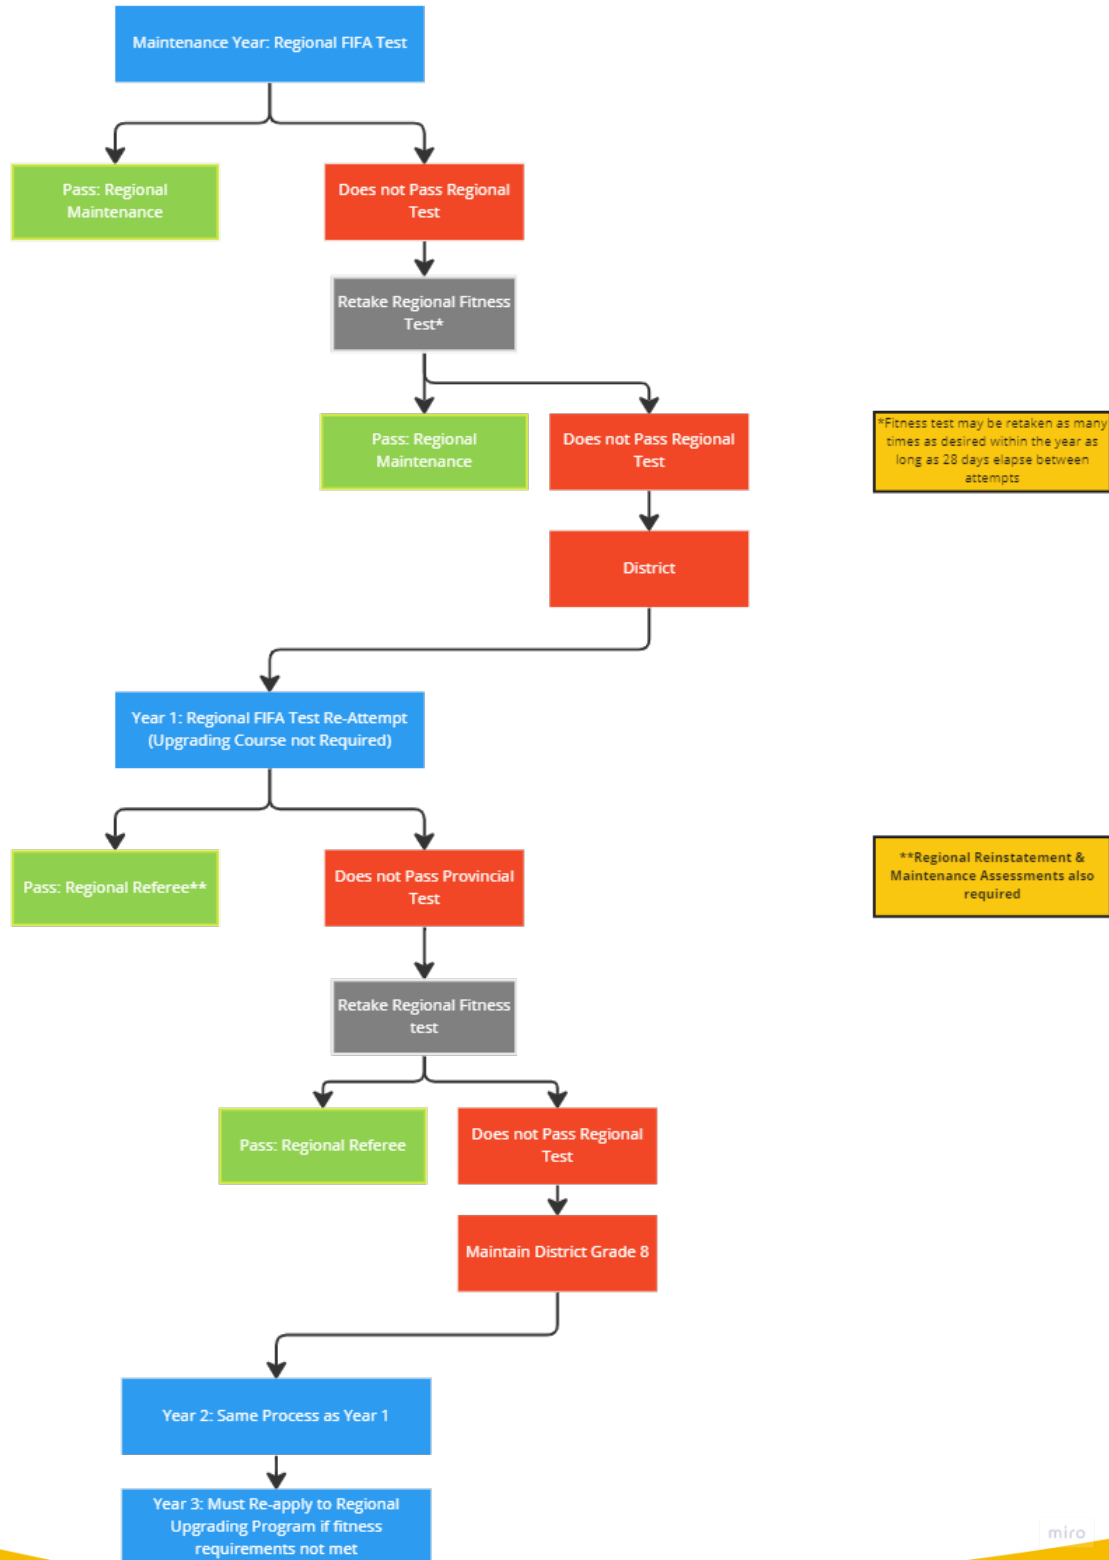 Maintenance Year: Regional FIFA Test
Pass: Regional
Maintenance
Does not Pass Regional
Test
Retake Regional Fitness
Test*
Pass: Regional
Maintenance
Does not Pass Regional
Test
*Fitness test may be retaken as many
times as desired within the year as
long as 28 days elapse between
attempts
District
Year 1: Regional FIFA Test Re-Attempt
(Upgrading Course not Required)
Pass: Regional Referee**
Does not Pass Provincial
Test
**Regional Reinstatement &
Maintenance Assessments also
required
Retake Regional Fitness
test
Pass: Regional Referee
Does not Pass Regional
Test
Maintain District Grade 8
Year 2: Same Process as Year 1
Year 3: Must Re-apply to Regional
Upgrading Program if fitness
requirements not met
miro